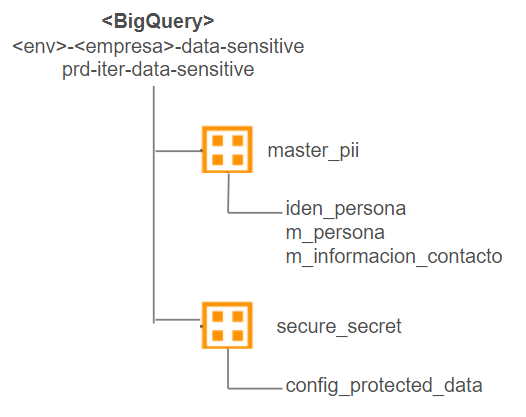 <BigQuery>
<env>-<empresa>-data-sensitive
prd-iter-data-sensitive
master_pii
iden_persona
m_persona
m_informacion_contacto
secure_secret
config_protected_data